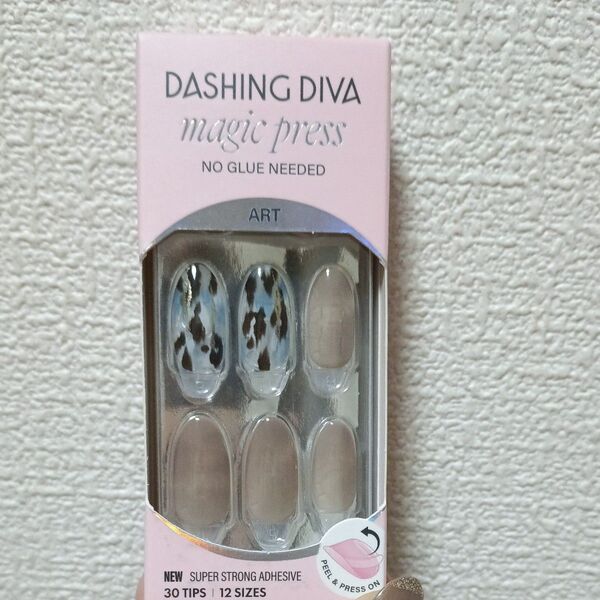 DASHING DIVA
magic press
NO GLUE NEEDED
ART
PEEL & PRESS ON
NEW SUPER STRONG ADHESIVE
30 TIPS | 12 SIZES